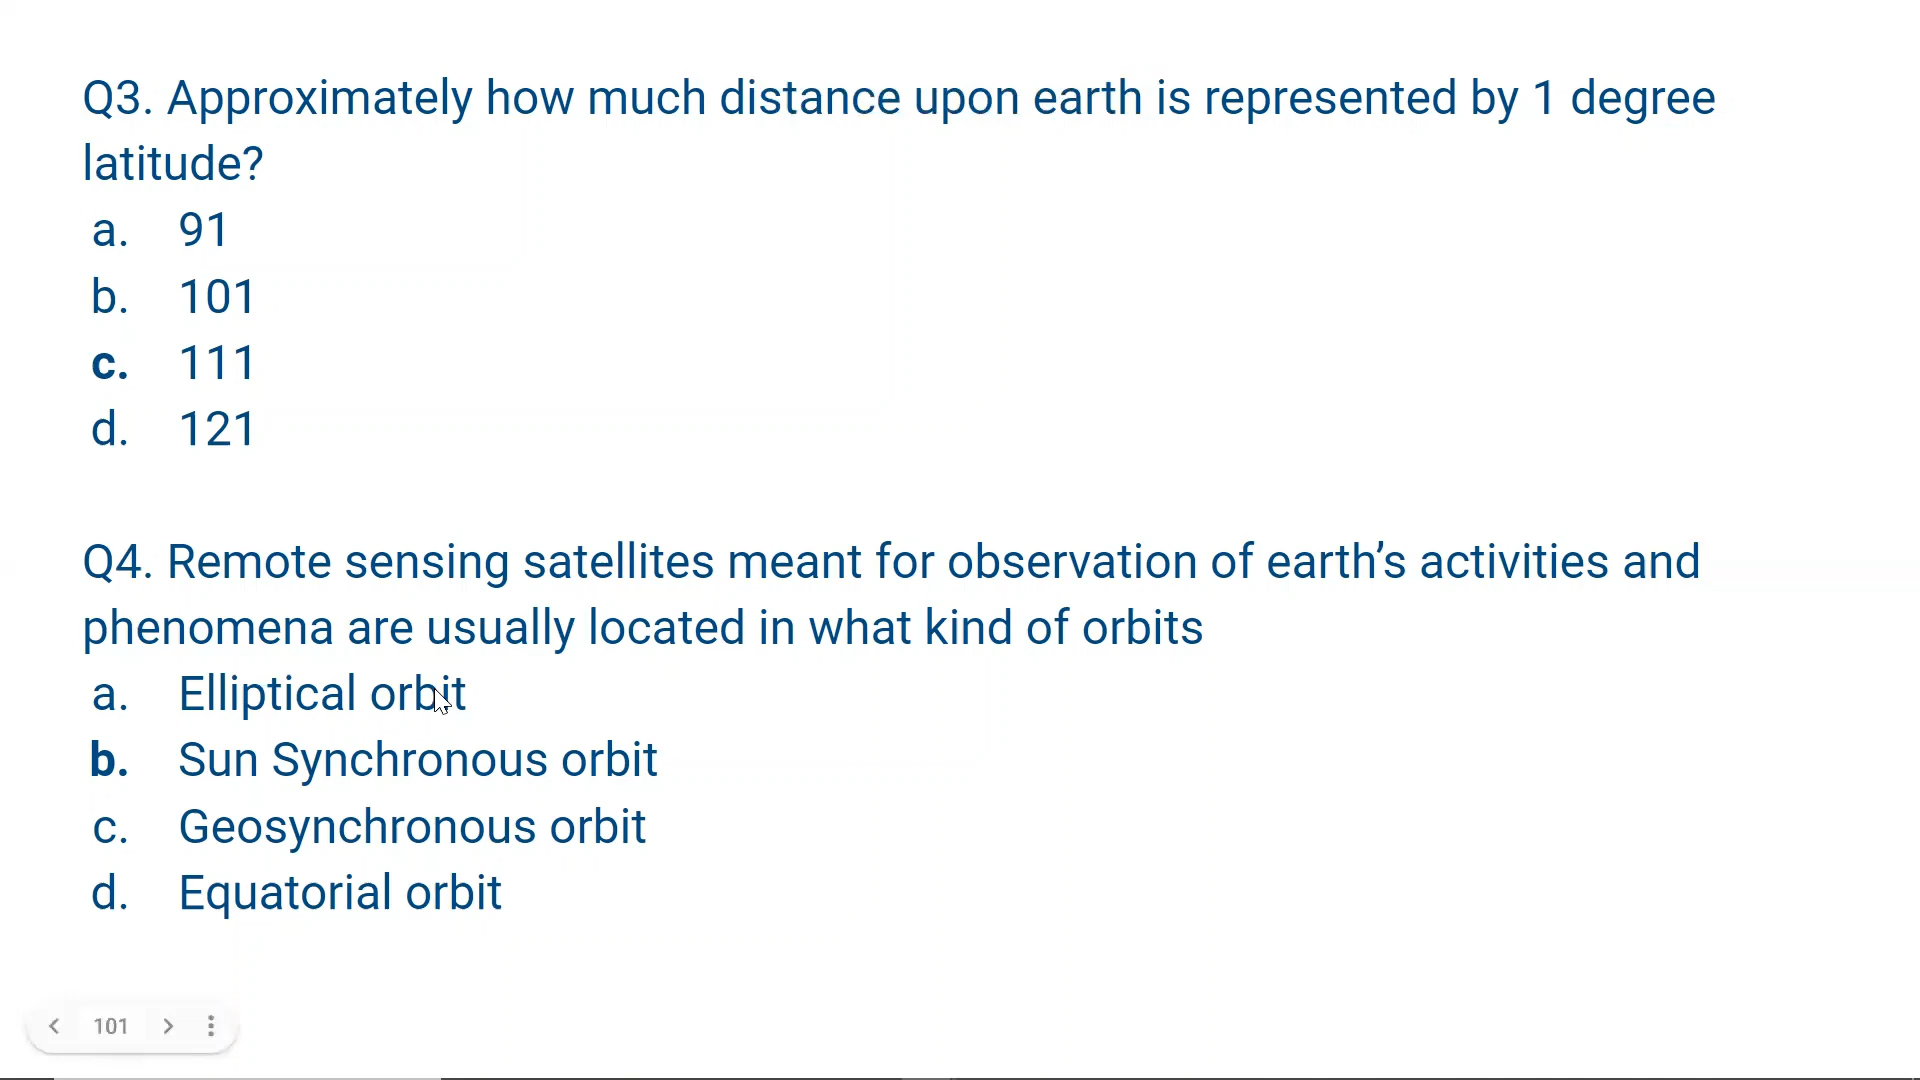 Q3. Approximately how much distance upon earth is represented by 1 degree
latitude?
a. 91
b. 101
c. 111
d. 121
Q4. Remote sensing satellites meant for observation of earth’s activities and
phenomena are usually located in what kind of orbits
a. Elliptical orbit
b. Sun Synchronous orbit
c. Geosynchronous orbit
d. Equatorial orbit
101